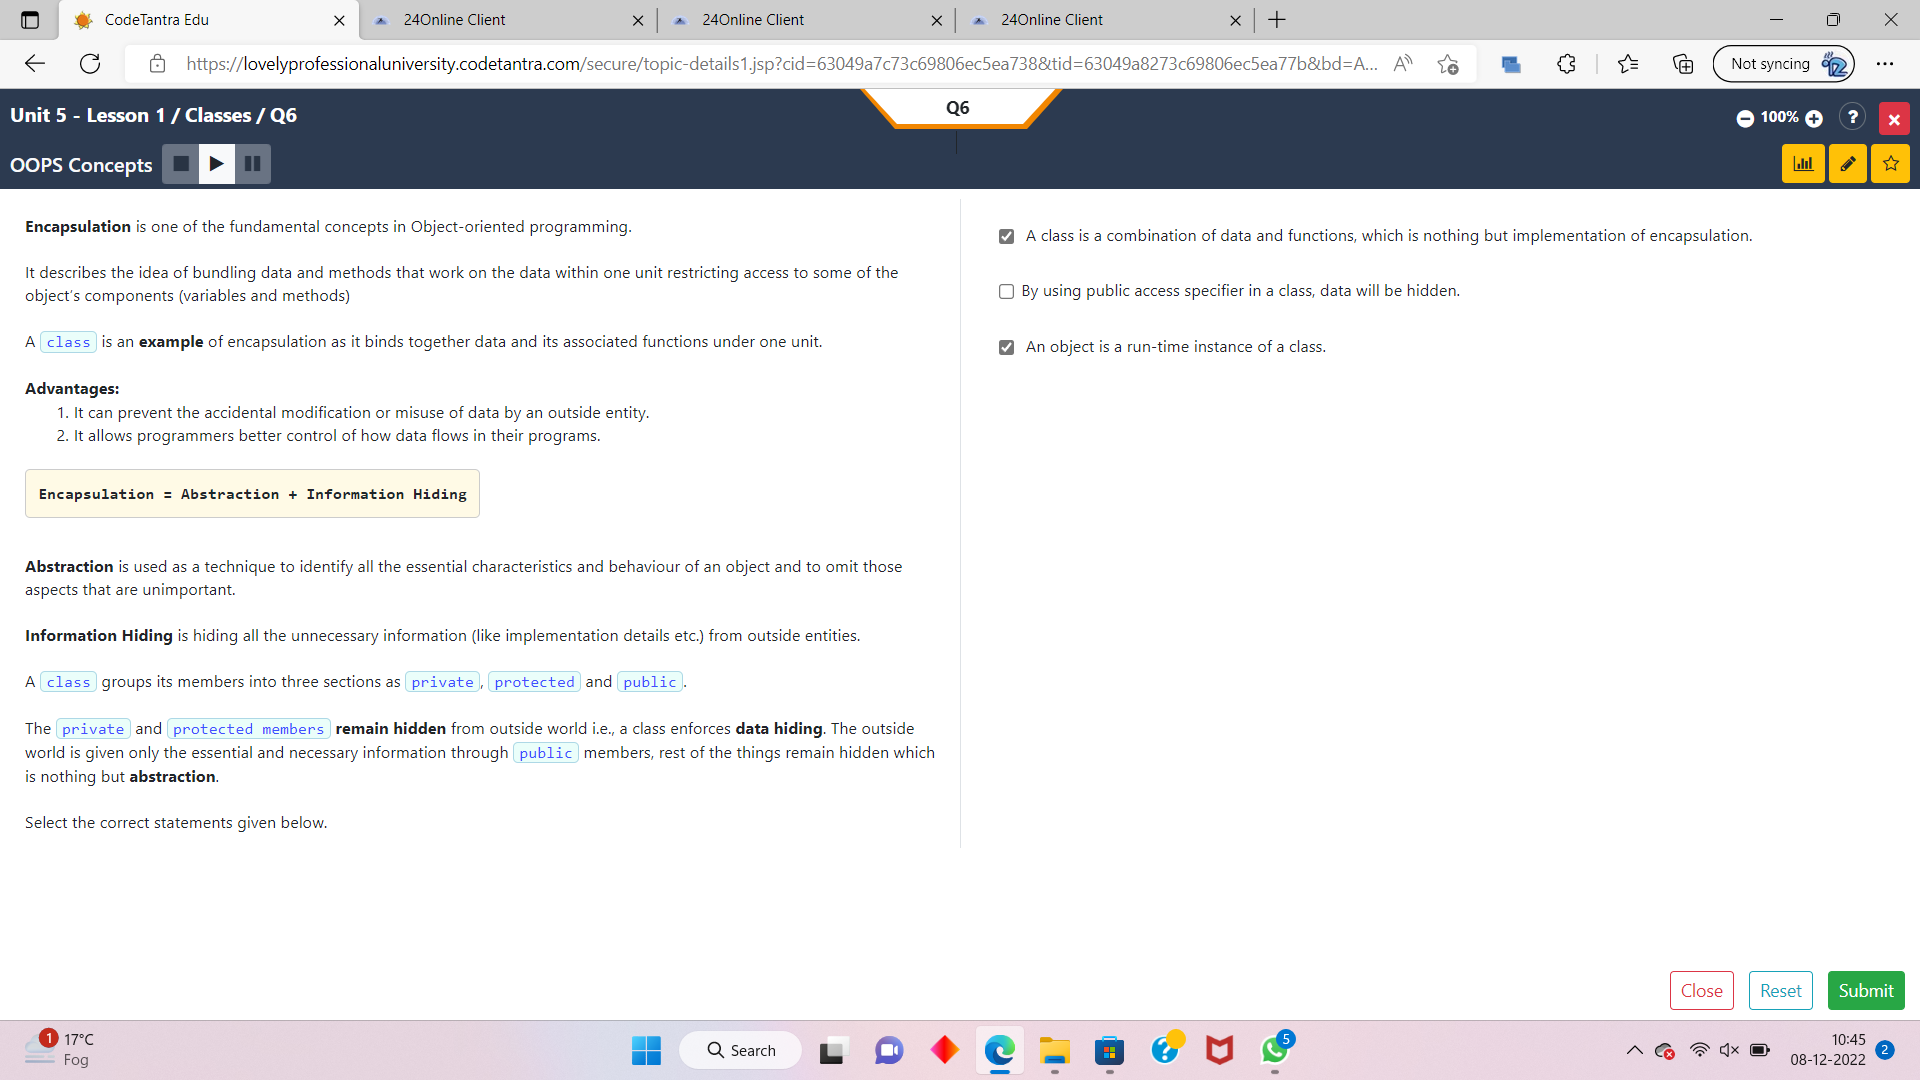 CodeTantra Edu
24Online Client
24Online Client
24Online Client
https://lovelyprofessionaluniversity.codetantra.com/secure/topic-details1.jsp?cid=63049a7c73c69806ec5ea738&tid=63049a8273c69806ec5ea77b&bd=A...
Not syncing
Unit 5 - Lesson 1 / Classes / Q6
Q6
100%
?
OOPS Concepts
Encapsulation is one of the fundamental concepts in Object-oriented programming.
It describes the idea of bundling data and methods that work on the data within one unit restricting access to some of the
object's components (variables and methods)
A class is an example of encapsulation as it binds together data and its associated functions under one unit.
Advantages:
1. It can prevent the accidental modification or misuse of data by an outside entity.
2. It allows programmers better control of how data flows in their programs.
Encapsulation = Abstraction + Information Hiding
Abstraction is used as a technique to identify all the essential characteristics and behaviour of an object and to omit those
aspects that are unimportant.
Information Hiding is hiding all the unnecessary information (like implementation details etc.) from outside entities.
A class groups its members into three sections as private, protected and public.
The private and protected members remain hidden from outside world i.e., a class enforces data hiding. The outside
world is given only the essential and necessary information through public members, rest of the things remain hidden which
is nothing but abstraction.
Select the correct statements given below.
A class is a combination of data and functions, which is nothing but implementation of encapsulation.
By using public access specifier in a class, data will be hidden.
An object is a run-time instance of a class.
Close
Reset
Submit
1
17°C
Fog
Search
5
10:45
08-12-2022
2